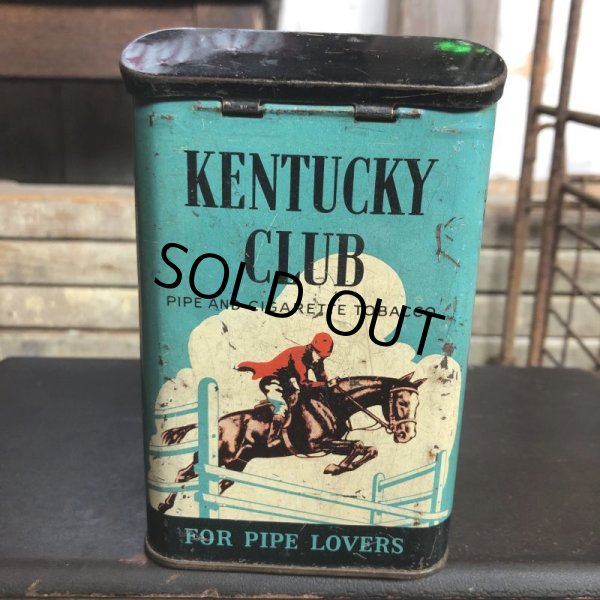 KENTUCKY
CLUB
PIPE AND CIGARETTE TOBACCO
SOLD OUT
FOR PIPE LOVERS